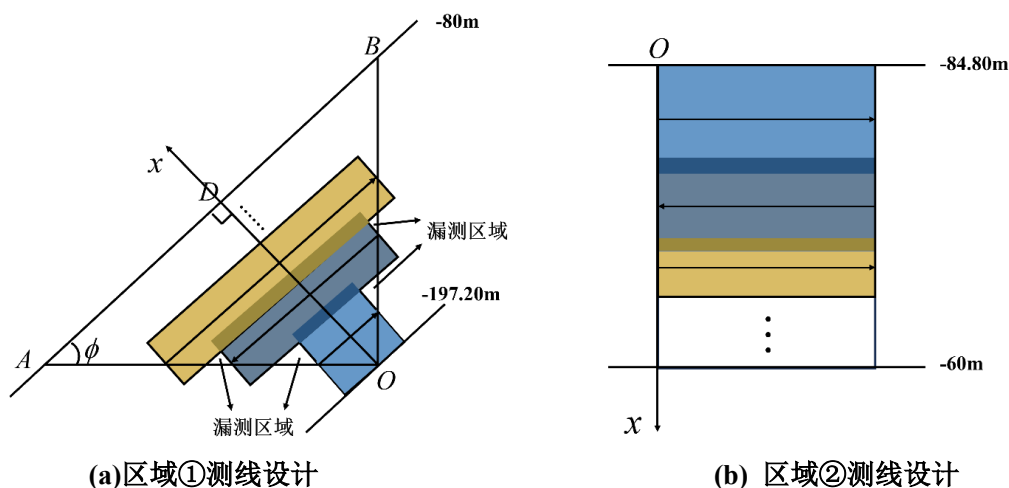 -80m
B
x
D
漏测区域
-197.20m
A
ϕ
O
漏测区域
(a)区域①测线设计
O
-84.80m
-60m
x
(b) 区域②测线设计